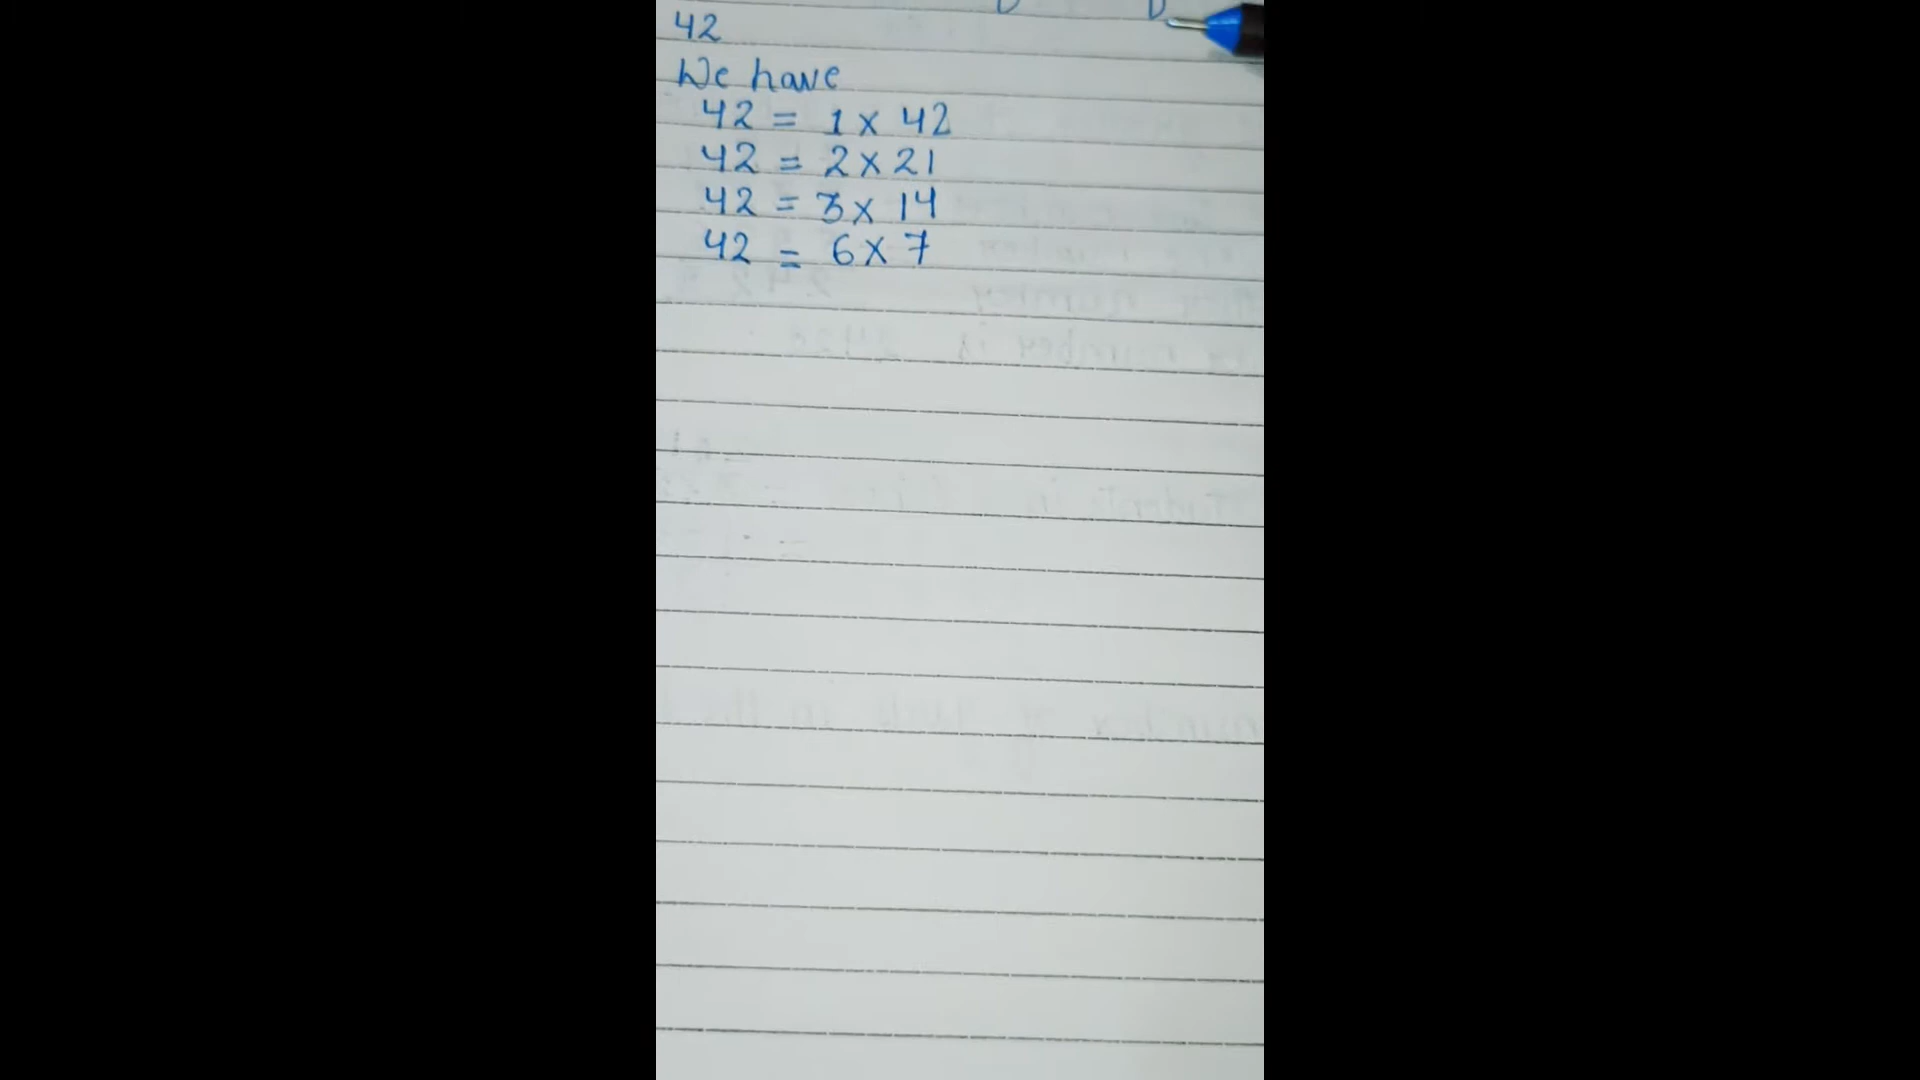 42
We have
42 = 1 x 42
42 = 2 x 21
42 = 3 x 14
42 = 6 x 7